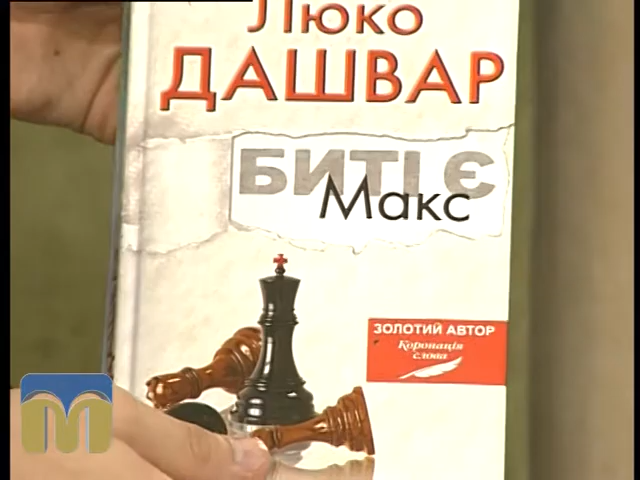 Люко
ДАШВАР
БИТІ Є
Макс
ЗОЛОТИЙ АВТОР
Коронація
слова
М